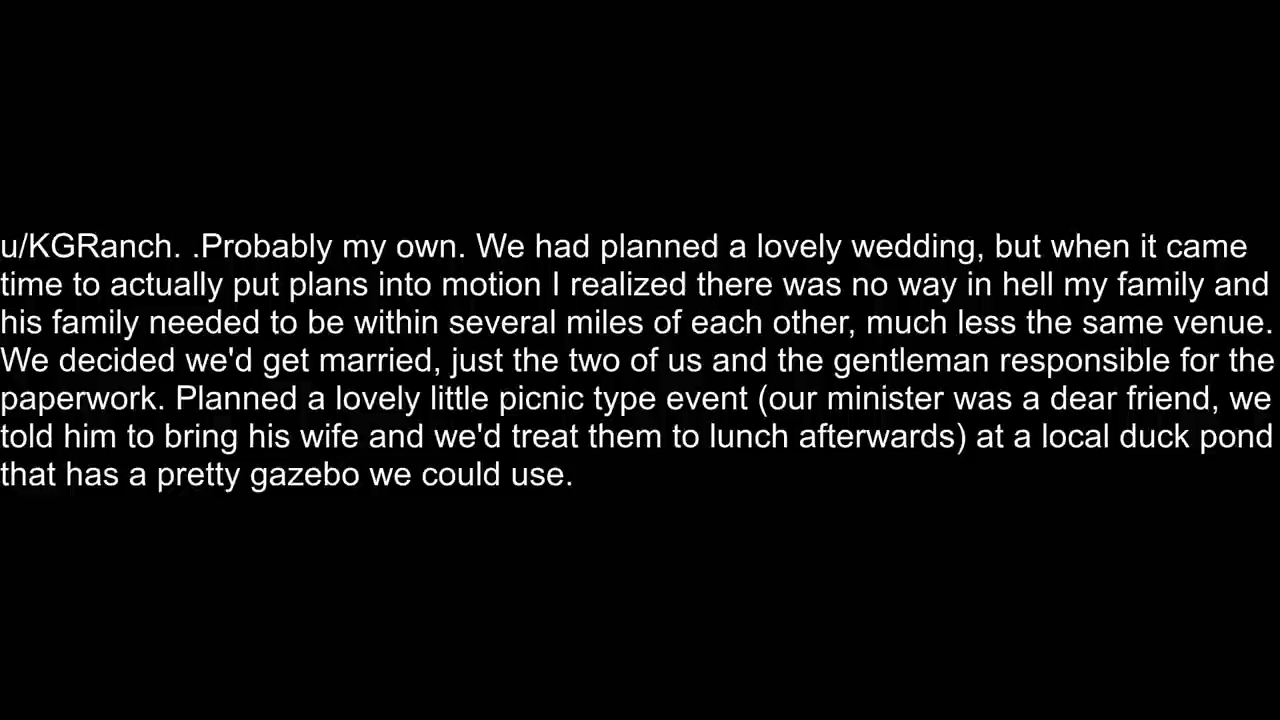 u/KGRanch. .Probably my own. We had planned a lovely wedding, but when it came
time to actually put plans into motion I realized there was no way in hell my family and
his family needed to be within several miles of each other, much less the same venue.
We decided we'd get married, just the two of us and the gentleman responsible for the
paperwork. Planned a lovely little picnic type event (our minister was a dear friend, we
told him to bring his wife and we'd treat them to lunch afterwards) at a local duck pond
that has a pretty gazebo we could use.